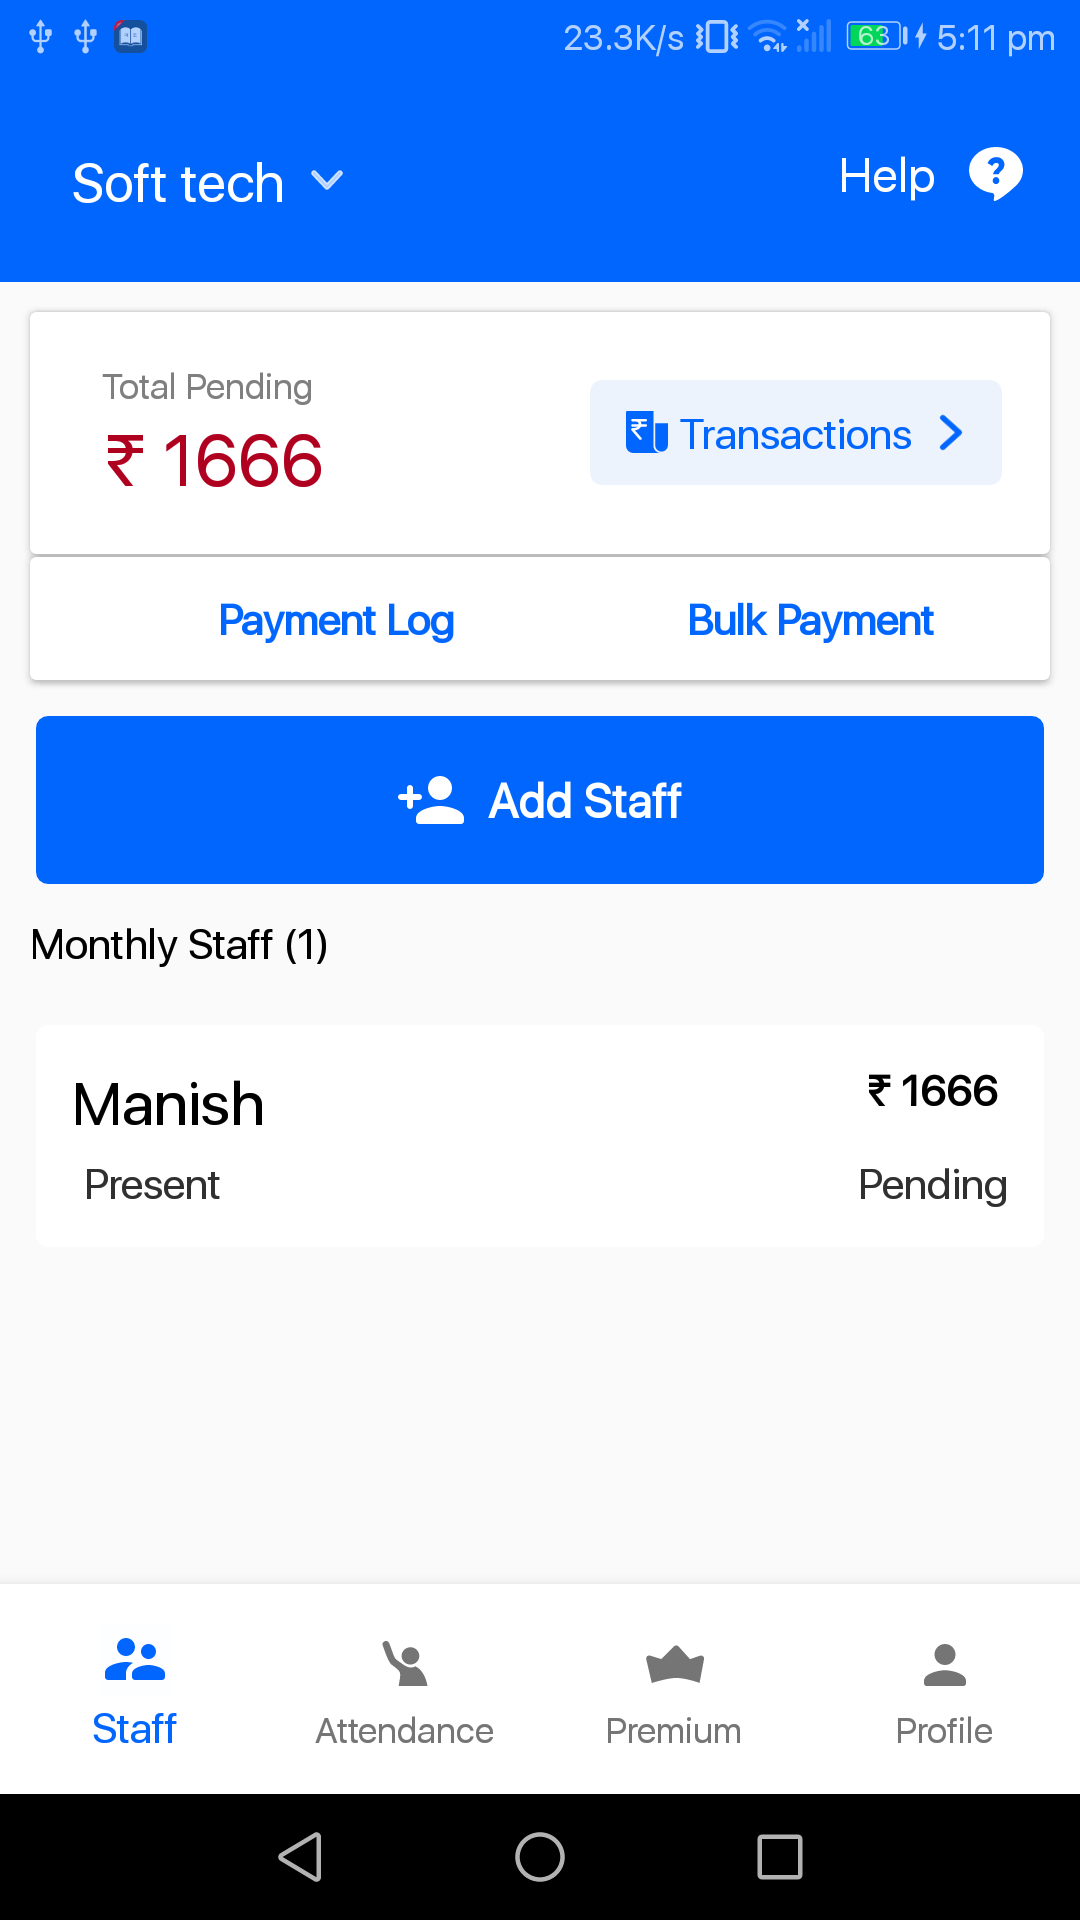 23.3K/s 63 5:11 pm
Soft tech
Help
Total Pending
₹ 1666
Transactions
Payment Log
Bulk Payment
Add Staff
Monthly Staff (1)
Manish
₹ 1666
Present
Pending
Staff
Attendance
Premium
Profile